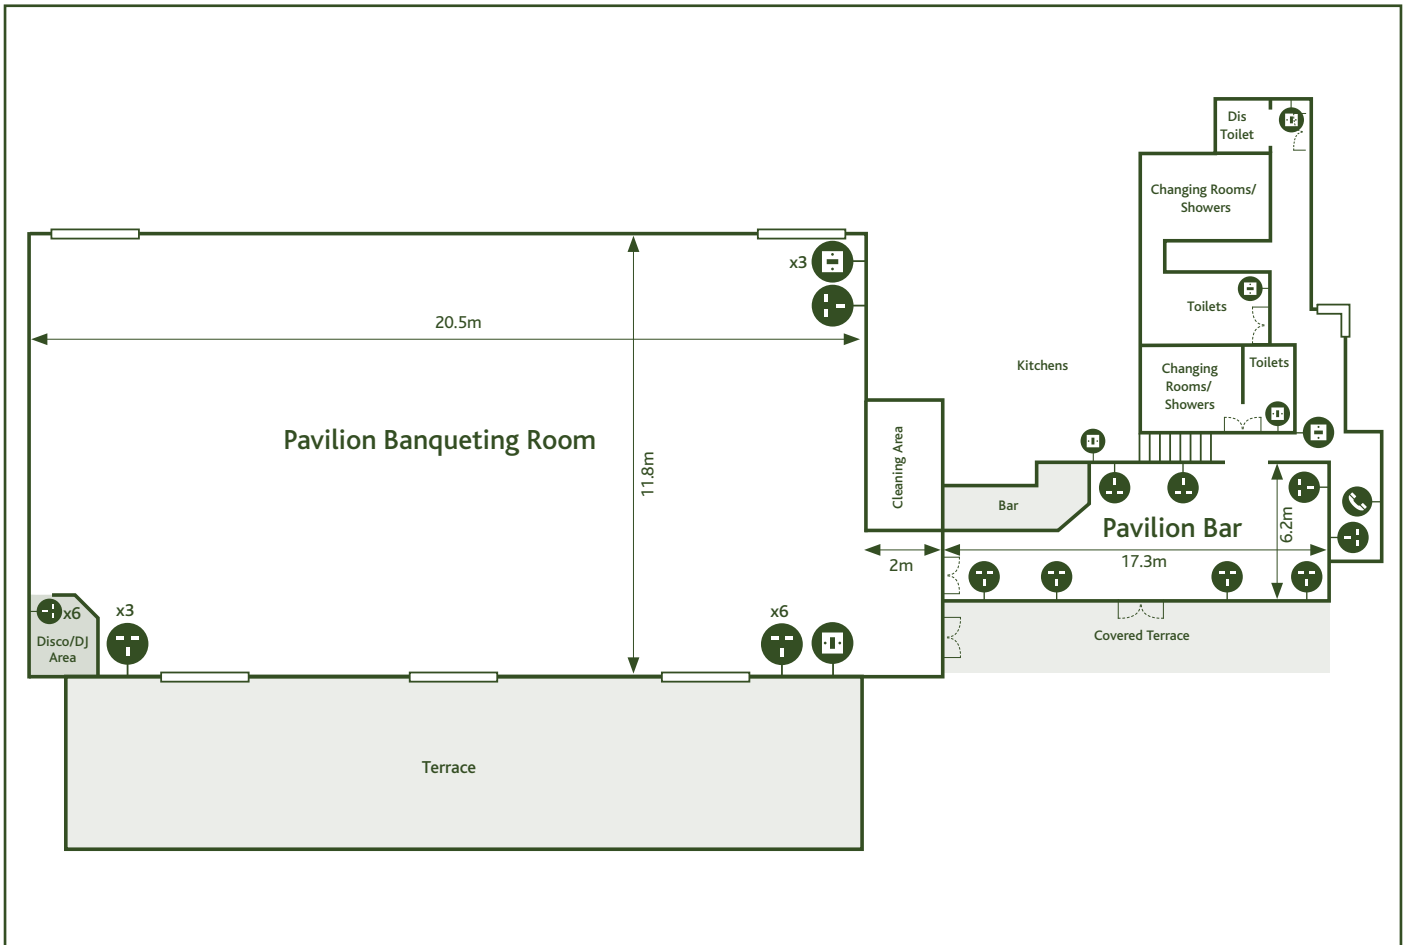 Dis
Toilet
Changing Rooms/
Showers
x3
Toilets
20.5m
Kitchens
Changing
Rooms/
Showers
Toilets
Pavilion Banqueting Room
11.8m
Cleaning Area
Bar
Pavilion Bar
6.2m
17.3m
2m
x6
Disco/DJ
Area
x3
x6
Covered Terrace
Terrace